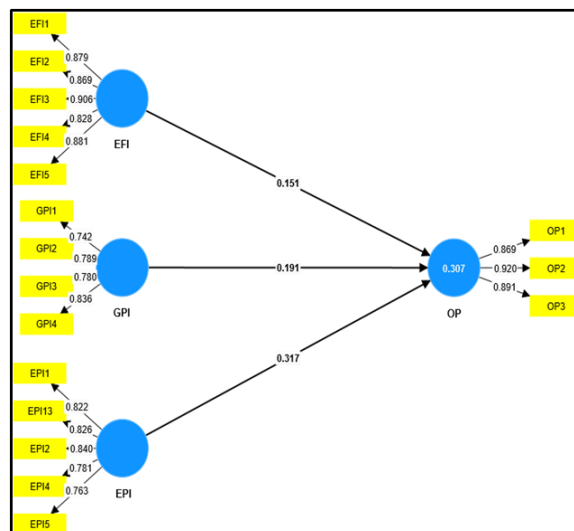 EFI1
0.879
EFI2
0.869
EFI3
0.906
EFI4
0.828
EFI5
0.881
EFI
0.151
GPI1
0.742
GPI2
0.789
GPI3
0.780
GPI4
0.836
GPI
0.191
EPI1
0.822
EPI13
0.826
EPI2
0.840
EPI4
0.781
EPI5
0.763
EPI
0.317
0.307
OP
0.869
OP1
0.920
OP2
0.891
OP3